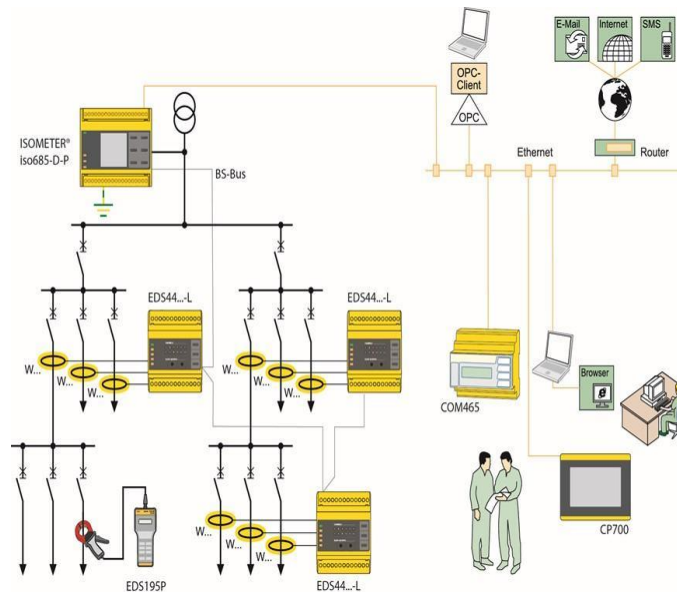 E-Mail
Internet
SMS
OPC-
Client
OPC
ISOMETER®
iso685-D-P
Ethernet
Router
BS-Bus
EDS44...-L
EDS44...-L
W...
W...
W...
W...
W...
W...
COM465
Browser
W...
W...
W...
CP700
EDS195P
EDS44...-L